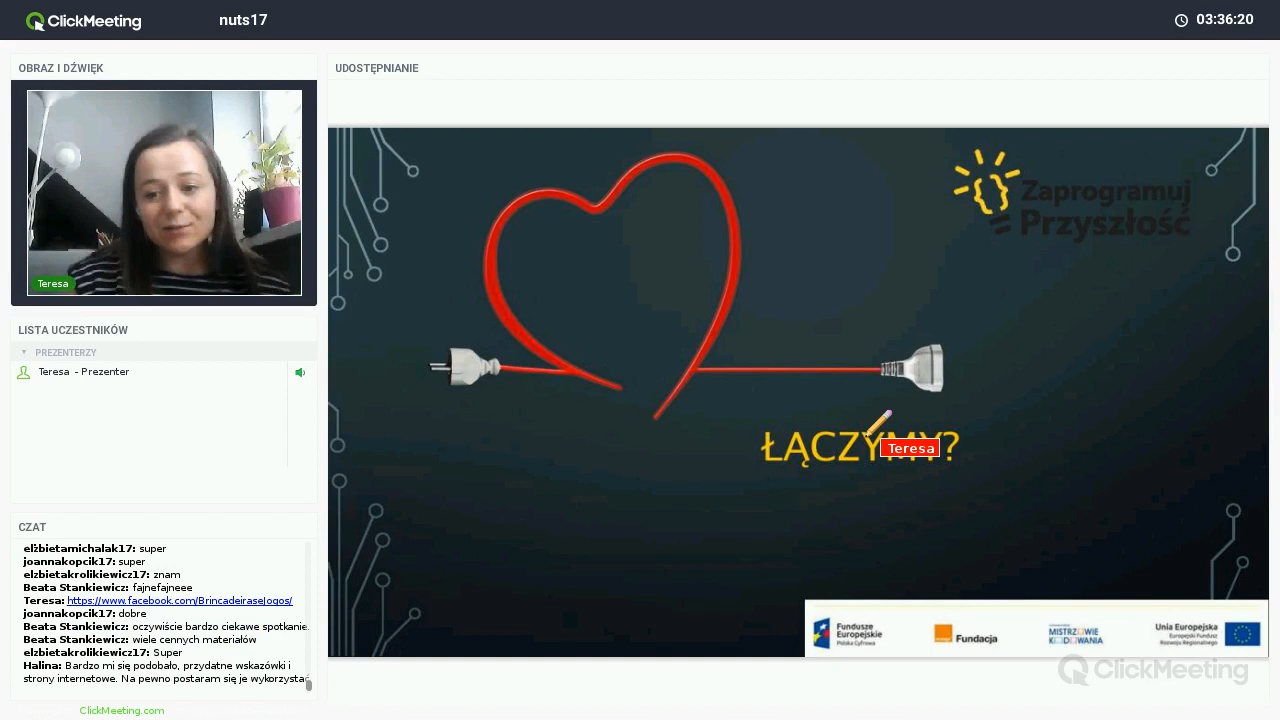 ClickMeeting
nuts17
03:36:20
OBRAZ I DŹWIĘK
Teresa
LISTA UCZESTNIKÓW
PREZENTERZY
Teresa - Prezenter
CZAT
elżbietamichalak17: super
joannakopcik17: super
elzbietakrolikiewicz17: znam
Beata Stankiewicz: fajnefajneee
Teresa: https://www.facebook.com/BrincadeiraseJogos/
joannakopcik17: dobre
Beata Stankiewicz: oczywiście bardzo ciekawe spotkanie.
Beata Stankiewicz: wiele cennych materiałów
elzbietakrolikiewicz17: Super
Halina: Bardzo mi się podobało, przydatne wskazówki i
strony internetowe. Na pewno postaram się je wykorzystać
ClickMeeting.com
UDOSTĘPNIANIE
Zaprogramuj
Przyszłość
ŁĄCZYMY?
Teresa
Fundusze
Europejskie
Polska Cyfrowa
Fundacja
MISTRZOWIE
KODOWANIA
Unia Europejska
Europejski Fundusz
Rozwoju Regionalnego
ClickMeeting